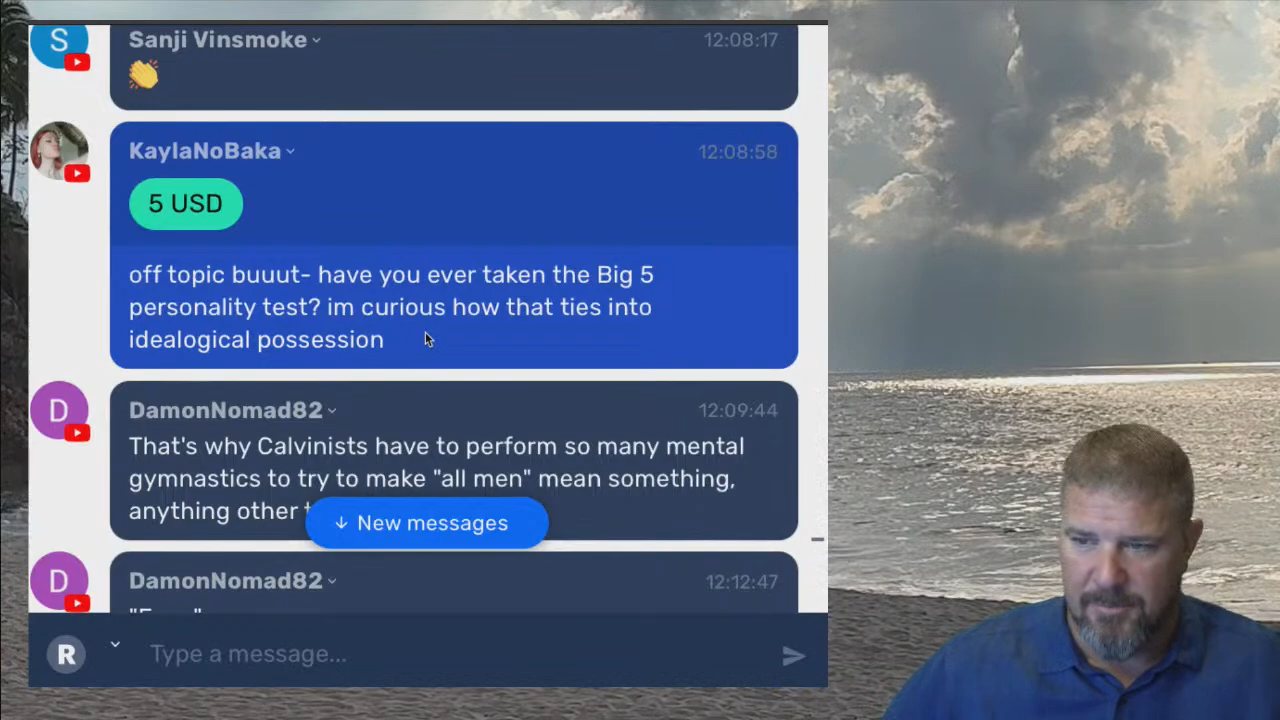 S
Sanji Vinsmoke
12:08:17
KaylaNoBaka
12:08:58
5 USD
off topic buuut- have you ever taken the Big 5
personality test? im curious how that ties into
idealogical possession
D
DamonNomad82
12:09:44
That's why Calvinists have to perform so many mental
gymnastics to try to make "all men" mean something,
anything other
New messages
D
DamonNomad82
12:12:47
R
Type a message...